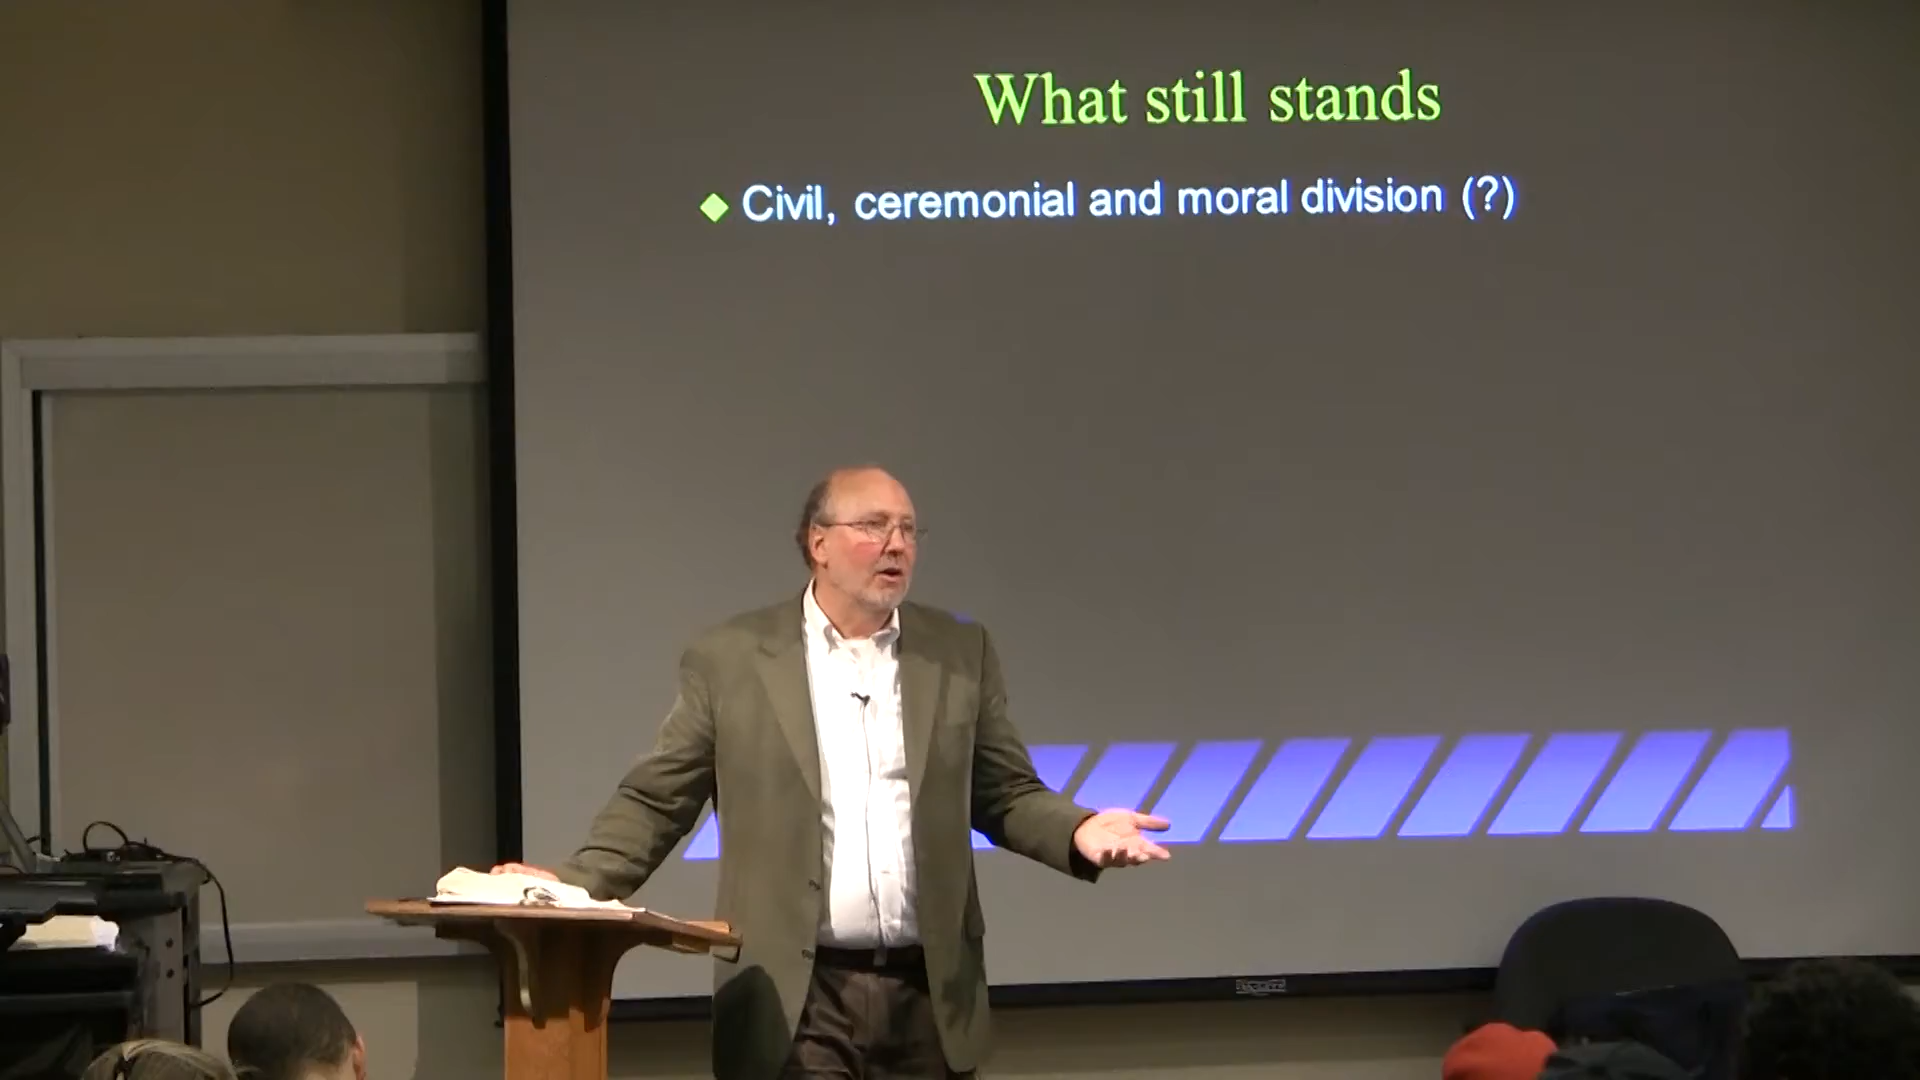 What still stands
Civil, ceremonial and moral division (?)